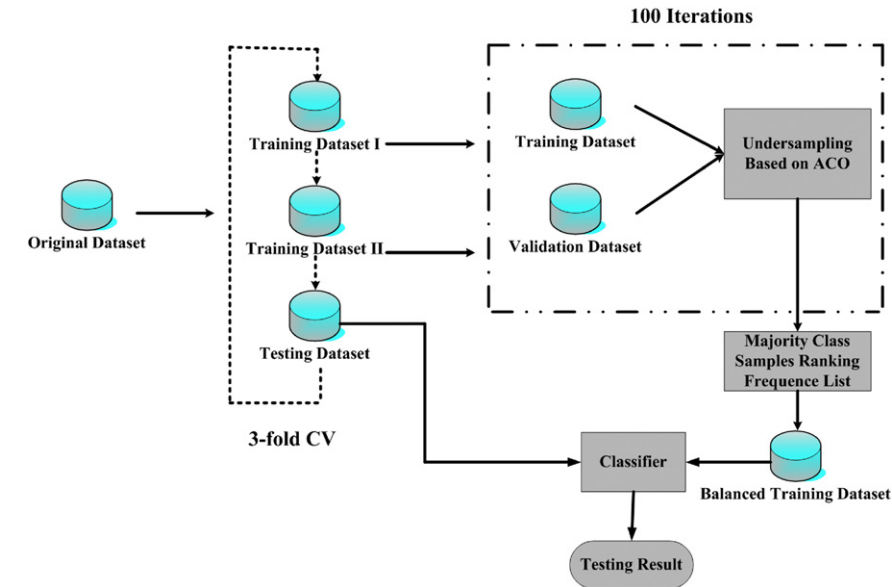 100 Iterations
Training Dataset I
Training Dataset
Undersampling
Based on ACO
Original Dataset
Training Dataset II
Validation Dataset
Testing Dataset
Majority Class
Samples Ranking
Frequence List
3-fold CV
Classifier
Balanced Training Dataset
Testing Result